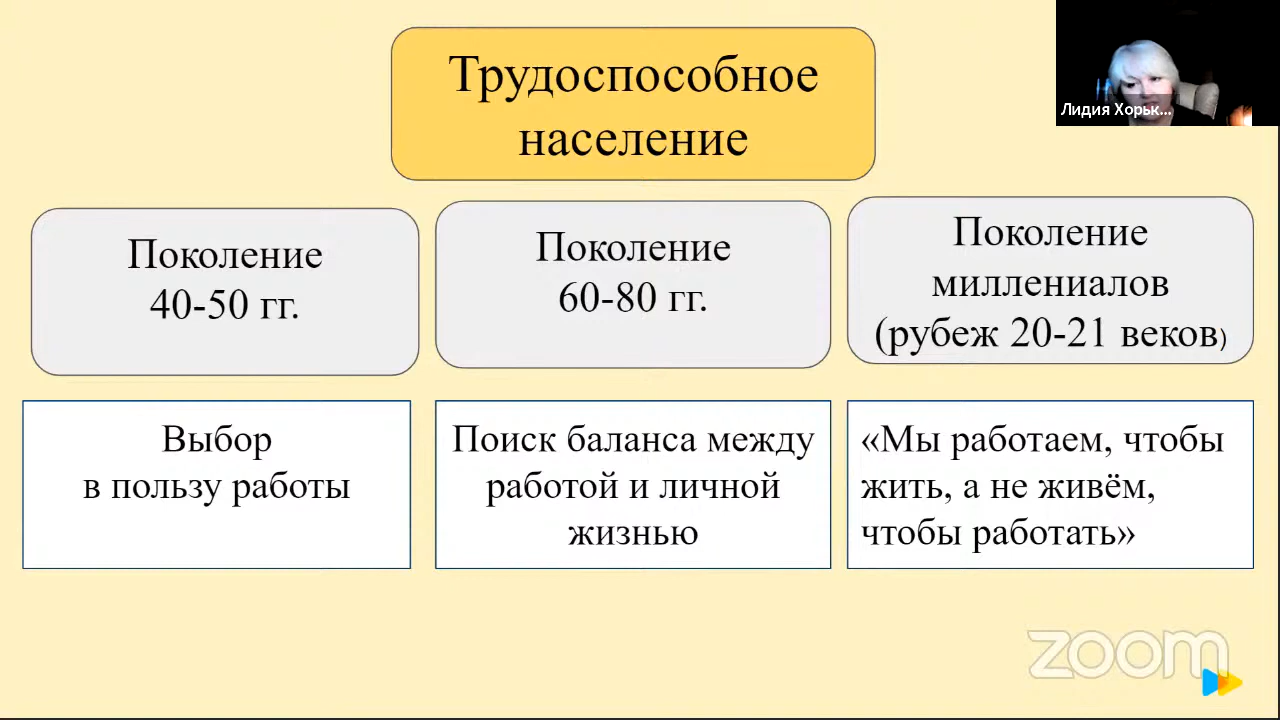 Трудоспособное
население
Лидия Хорьк...
Поколение
40-50 гг.
Поколение
60-80 гг.
Поколение
миллениалов
(рубеж 20-21 веков)
Выбор
в пользу работы
Поиск баланса между
работой и личной
жизнью
«Мы работаем, чтобы
жить, а не живём,
чтобы работать»
zoom